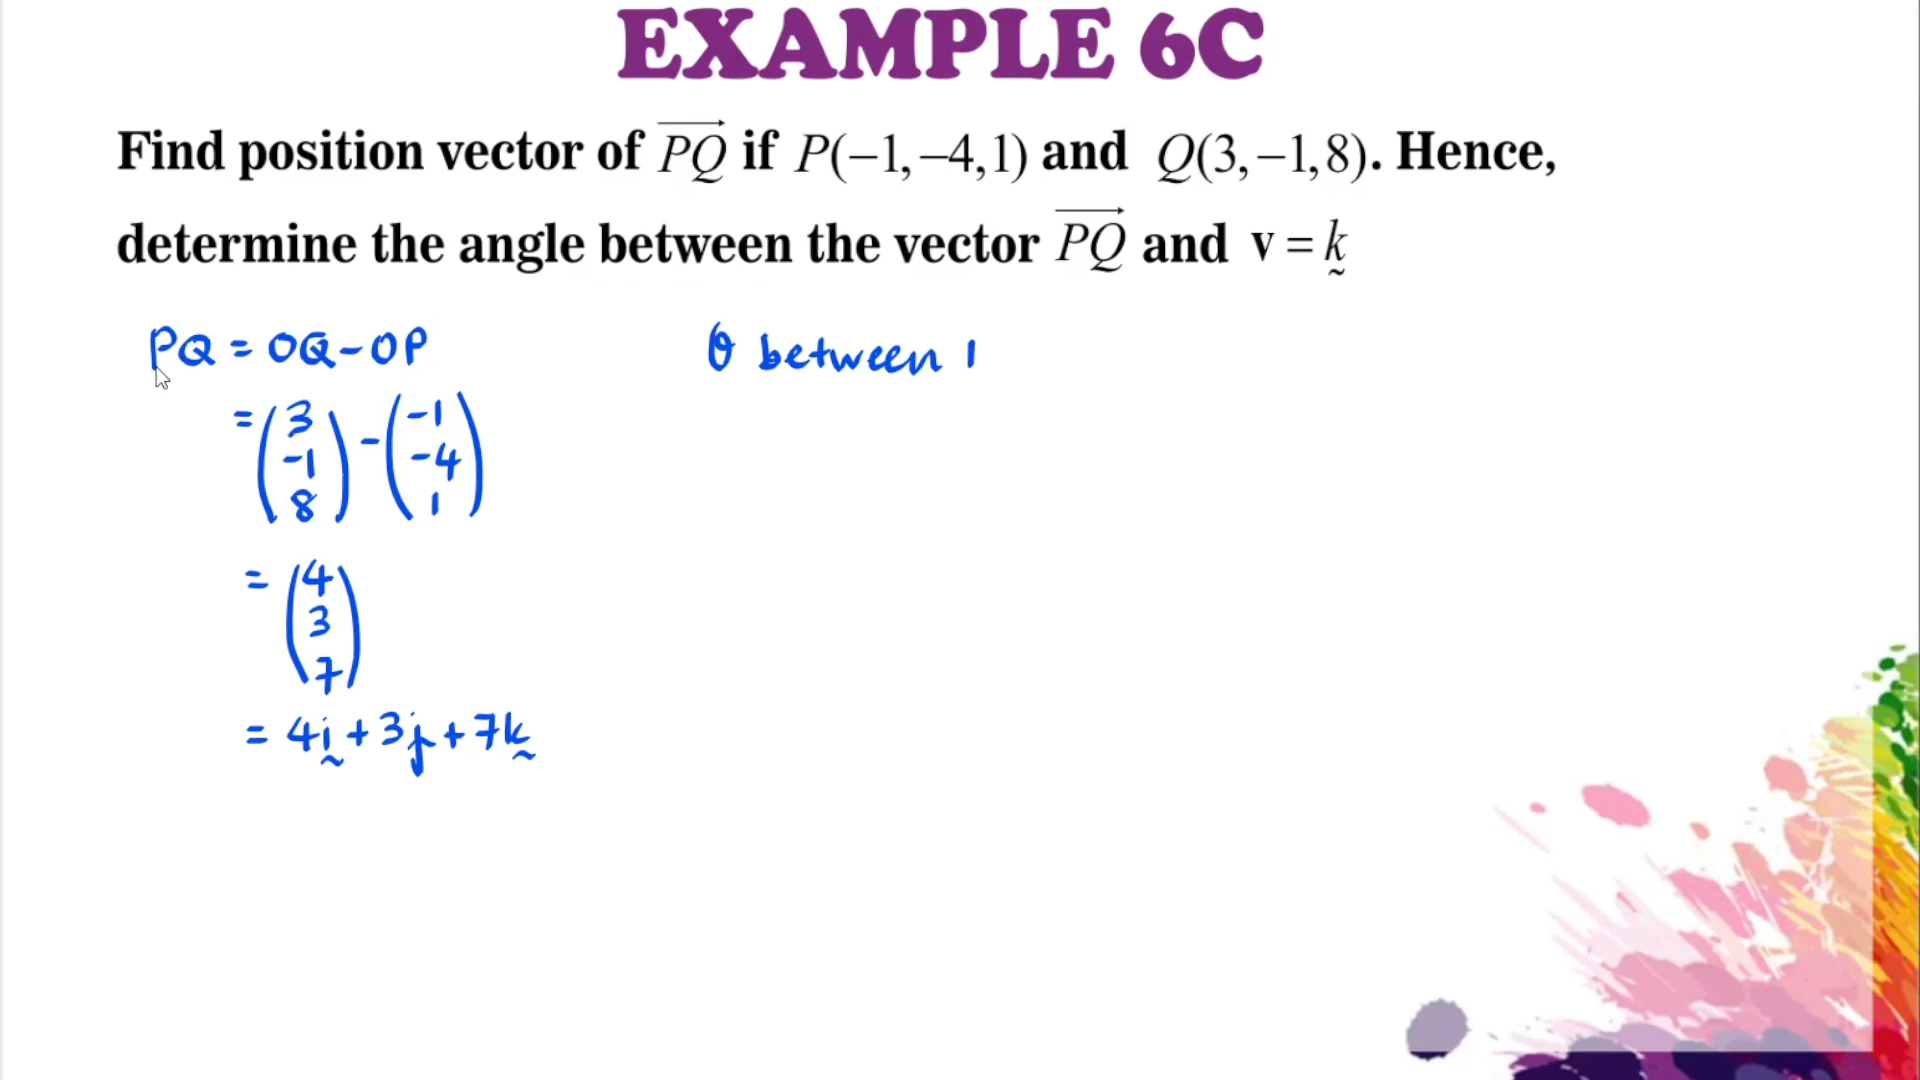 EXAMPLE 6C
Find position vector of PQ if P(−1,−4,1) and Q(3,−1,8). Hence,
determine the angle between the vector PQ and v = k
PQ = OQ - OP
= (3 -1 8) - (-1 -4 1)
= (4 3 7)
= 4i + 3j + 7k
θ between